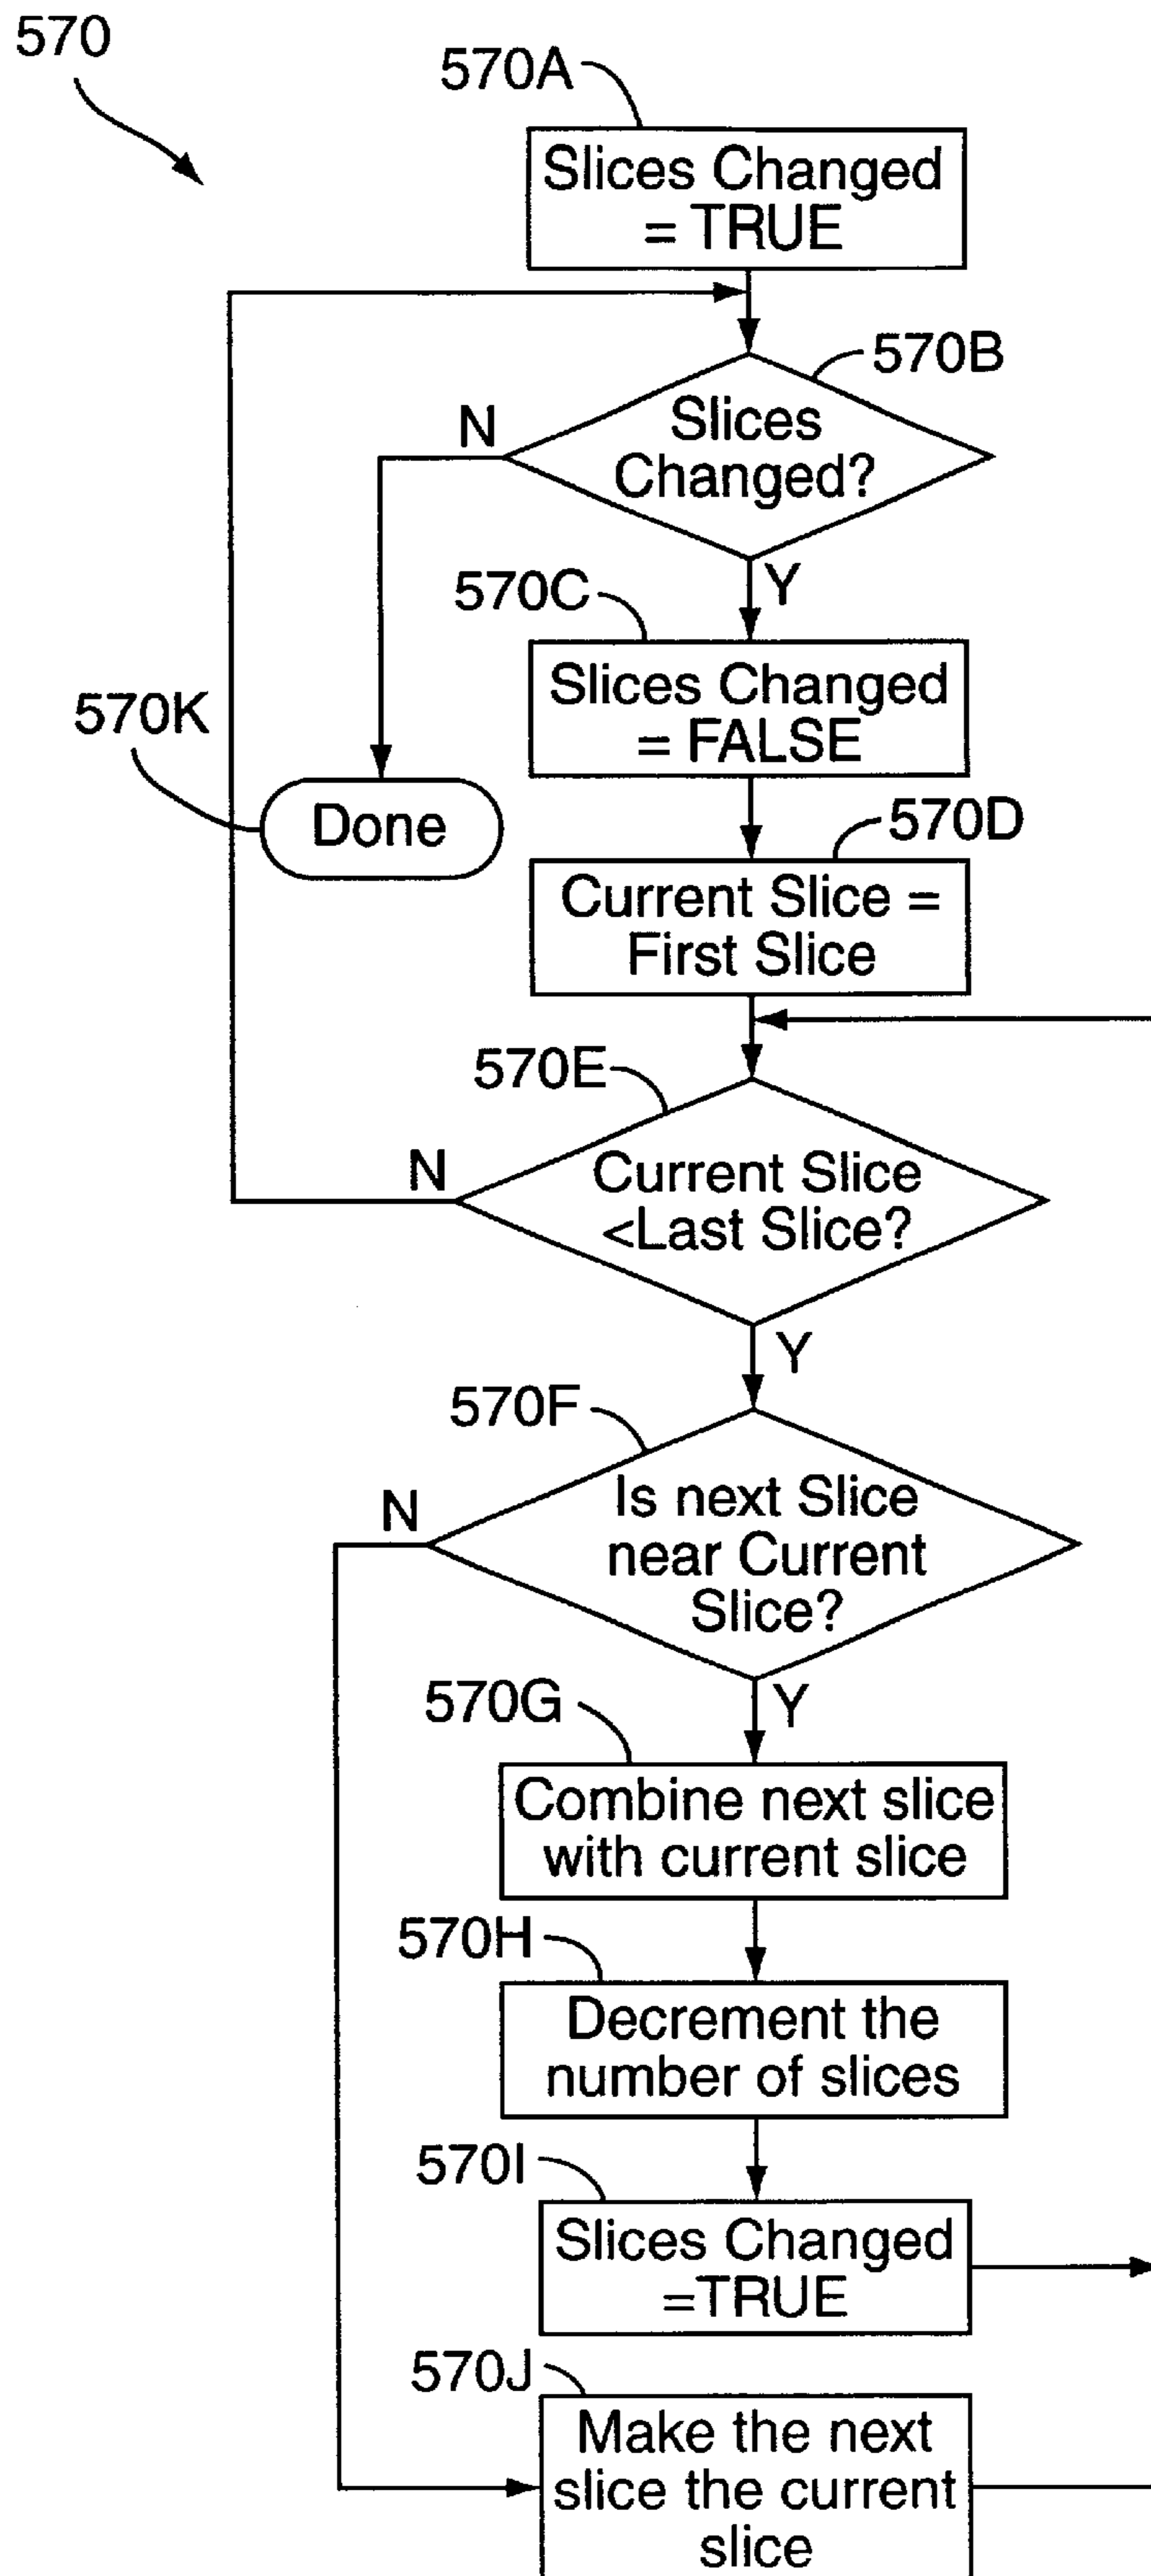 570
570A
Slices Changed
= TRUE
570B
N
Slices
Changed?
Y
570C
Slices Changed
= FALSE
570K
Done
570D
Current Slice =
First Slice
570E
N
Current Slice
<Last Slice?
Y
570F
N
Is next Slice
near Current
Slice?
Y
570G
Combine next slice
with current slice
570H
Decrement the
number of slices
570I
Slices Changed
=TRUE
570J
Make the next
slice the current
slice